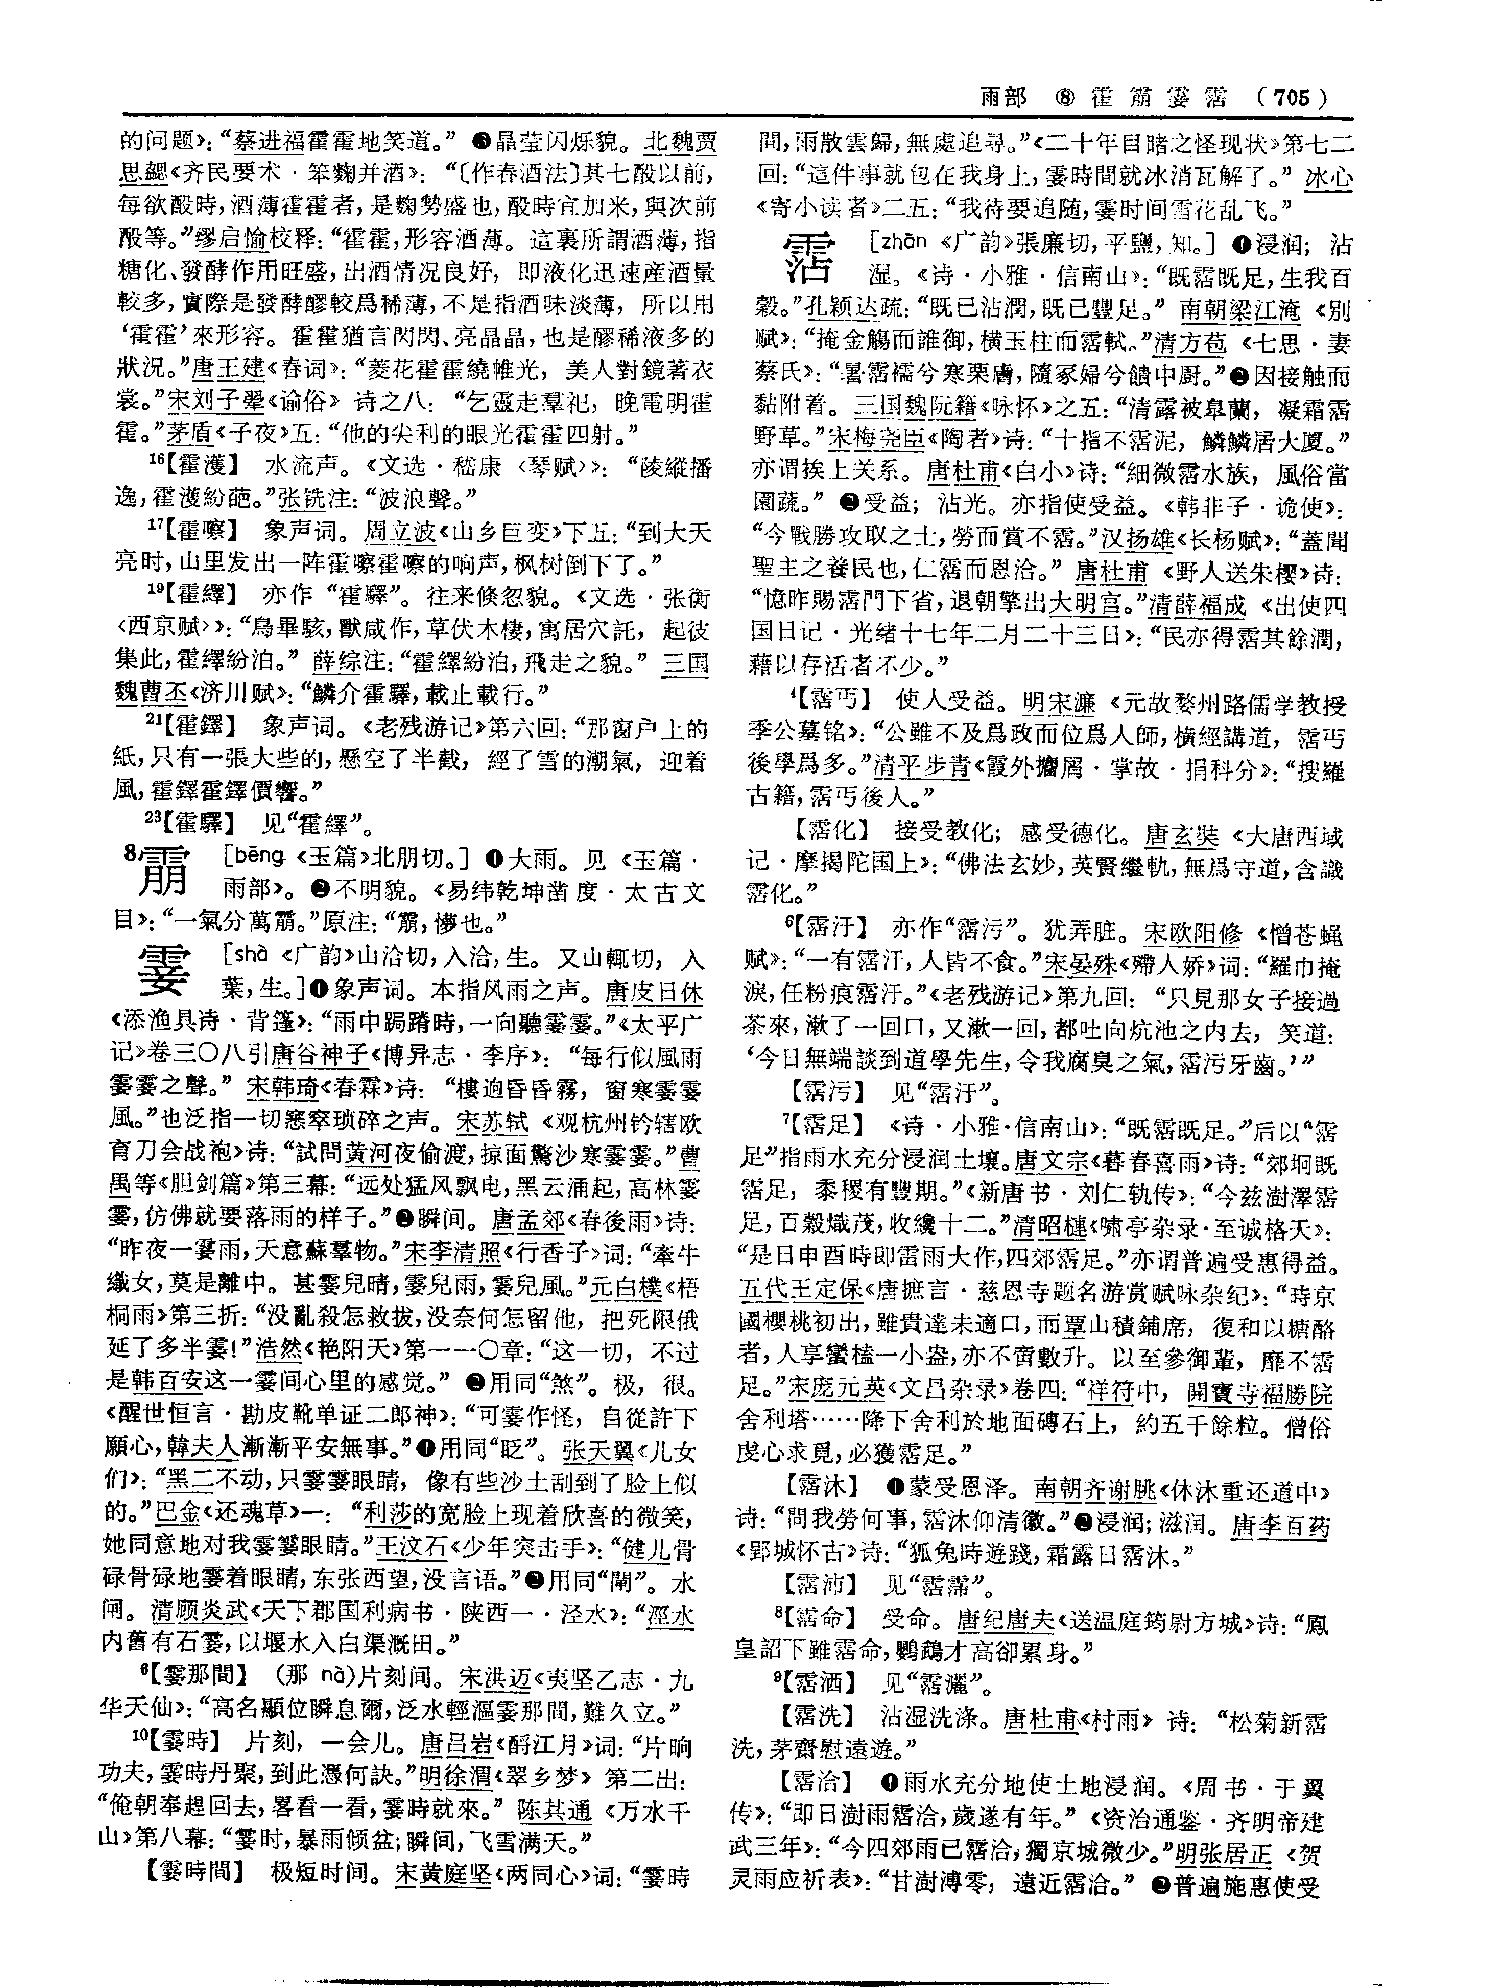 雨部 ⑧ 霍 䨜 霎 霑 (705)
的问题》：“蔡进福霍霍地笑道。” ❸晶莹闪烁貌。北魏贾
思勰《齐民要术·笨麴并酒》：“〔作春酒法〕其七酘以前，
每欲酘時，酒薄霍霍者，是麴勢盛也，酘時宜加米，與次前
酘等。”缪启愉校释：“霍霍，形容酒薄。這裏所謂酒薄，指
糖化、發酵作用旺盛，出酒情况良好，即液化迅速産酒量
較多，實際是發酵醪較爲稀薄，不是指酒味淡薄，所以用
‘霍霍’來形容。霍霍猶言閃閃、亮晶晶，也是醪稀液多的
狀況。”唐王建《春词》：“菱花霍霍繞帷光，美人對鏡著衣
裳。”宋刘子翚《谕俗》诗之八：“乞靈走羣祀，晚電明霍
霍。”茅盾《子夜》五：“他的尖利的眼光霍霍四射。”
16【霍濩】 水流声。《文选·嵇康〈琴赋〉》：“陵縱播
逸，霍濩紛葩。”张铣注：“波浪聲。”
17【霍嚓】 象声词。周立波《山乡巨变》下五：“到大天
亮时，山里发出一阵霍嚓霍嚓的响声，枫树倒下了。”
19【霍繹】 亦作“霍驛”。往来倏忽貌。《文选·张衡
〈西京赋〉》：“鳥畢駭，獸咸作，草伏木棲，寓居穴託，起彼
集此，霍繹紛泊。”薛综注：“霍繹紛泊，飛走之貌。”三国
魏曹丕《济川赋》：“鱗介霍驛，載止載行。”
21【霍鐸】 象声词。《老残游记》第六回：“那窗户上的
紙，只有一張大些的，懸空了半截，經了雪的潮氣，迎着
風，霍鐸霍鐸價響。”
23【霍驛】 见“霍繹”。
8䨜 [bēng 《玉篇》北朋切。] ❶大雨。见《玉篇·
雨部》。❷不明貌。《易纬乾坤凿度·太古文
目》：“一氣分萬䨜。”原注：“䨜，懜也。”
霎 [shà 《广韵》山洽切，入洽，生。又山輒切，入
葉，生。]❶象声词。本指风雨之声。唐皮日休
《添渔具诗·背篷》：“雨中跼蹐時，一向聽霎霎。”《太平广
记》卷三〇八引唐谷神子《博异志·李序》：“每行似風雨
霎霎之聲。”宋韩琦《春霖》诗：“樓迥昏昏霧，窗寒霎霎
風。”也泛指一切窸窣琐碎之声。宋苏轼《观杭州钤辖欧
育刀会战袍》诗：“試問黄河夜偷渡，掠面驚沙寒霎霎。”曹
禺等《胆剑篇》第三幕：“远处猛风飘电，黑云涌起，高林霎
霎，仿佛就要落雨的样子。”❷瞬间。唐孟郊《春後雨》诗：
“昨夜一霎雨，天意蘇羣物。”宋李清照《行香子》词：“牽牛
織女，莫是離中。甚霎兒晴，霎兒雨，霎兒風。”元白樸《梧
桐雨》第三折：“没亂殺怎救拔，没奈何怎留他，把死限俄
延了多半霎！”浩然《艳阳天》第一一〇章：“这一切，不过
是韩百安这一霎间心里的感觉。” ❸用同“煞”。极，很。
《醒世恒言·勘皮靴单证二郎神》：“可霎作怪，自從許下
願心，韓夫人漸漸平安無事。”❹用同“眨”。张天翼《儿女
们》：“黑二不动，只霎霎眼睛，像有些沙土刮到了脸上似
的。”巴金《还魂草》一：“利莎的宽脸上现着欣喜的微笑，
她同意地对我霎霎眼睛。”王汶石《少年突击手》：“健儿骨
碌骨碌地霎着眼睛，东张西望，没言语。”❺用同“閘”。水
闸。清顾炎武《天下郡国利病书·陕西一·泾水》：“涇水
内舊有石霎，以堰水入白渠溉田。”
6【霎那間】 (那 nà)片刻间。宋洪迈《夷坚乙志·九
华天仙》：“高名顯位瞬息爾，泛水輕漚霎那間，難久立。”
10【霎時】 片刻，一会儿。唐吕岩《酹江月》词：“片晌
功夫，霎時丹聚，到此憑何訣。”明徐渭《翠乡梦》第二出：
“俺朝奉趕回去，畧看一看，霎時就來。”陈其通《万水千
山》第八幕：“霎时，暴雨倾盆；瞬间，飞雪满天。”
【霎時間】 极短时间。宋黄庭坚《两同心》词：“霎時
間，雨散雲歸，無處追尋。”《二十年目睹之怪现状》第七二
回：“這件事就包在我身上，霎時間就冰消瓦解了。”冰心
《寄小读者》二五：“我待要追随，霎时间雪花乱飞。”
霑 [zhān 《广韵》張廉切，平鹽，知。] ❶浸润；沾
湿。《诗·小雅·信南山》：“既霑既足，生我百
穀。”孔颖达疏：“既已沾潤，既已豐足。”南朝梁江淹《别
赋》：“掩金觴而誰御，横玉柱而霑軾。”清方苞《七思·妻
蔡氏》：“暑霑襦兮寒栗膚，隨冢婦兮饋中厨。”❷因接触而
黏附着。三国魏阮籍《咏怀》之五：“清露被皐蘭，凝霜霑
野草。”宋梅尧臣《陶者》诗：“十指不霑泥，鱗鱗居大厦。”
亦谓挨上关系。唐杜甫《白小》诗：“細微霑水族，風俗當
園蔬。” ❸受益；沾光。亦指使受益。《韩非子·诡使》：
“今戰勝攻取之士，勞而賞不霑。”汉扬雄《长杨赋》：“蓋聞
聖主之養民也，仁霑而恩洽。”唐杜甫《野人送朱樱》诗：
“憶昨賜霑門下省，退朝擎出大明宫。”清薛福成《出使四
国日记·光绪十七年二月二十三日》：“民亦得霑其餘潤，
藉以存活者不少。”
4【霑丐】 使人受益。明宋濂《元故婺州路儒学教授
季公墓铭》：“公雖不及爲政而位爲人師，横經講道，霑丐
後學爲多。”清平步青《霞外攟屑·掌故·捐科分》：“搜羅
古籍，霑丐後人。”
【霑化】 接受教化；感受德化。唐玄奘《大唐西域
记·摩揭陀国上》：“佛法玄妙，英賢繼軌，無爲守道，含識
霑化。”
6【霑汙】 亦作“霑污”。犹弄脏。宋欧阳修《憎苍蝇
赋》：“一有霑汙，人皆不食。”宋晏殊《殢人娇》词：“羅巾掩
淚，任粉痕霑汙。”《老残游记》第九回：“只見那女子接過
茶來，漱了一回口，又漱一回，都吐向炕池之内去，笑道：
‘今日無端談到道學先生，令我腐臭之氣，霑污牙齒。’”
【霑污】 见“霑汙”。
7【霑足】 《诗·小雅·信南山》：“既霑既足。”后以“霑
足”指雨水充分浸润土壤。唐文宗《暮春喜雨》诗：“郊坰既
霑足，黍稷有豐期。”《新唐书·刘仁轨传》：“今兹澍澤霑
足，百穀熾茂，收纔十二。”清昭梿《啸亭杂录·至诚格天》：
“是日申酉時即雷雨大作，四郊霑足。”亦谓普遍受惠得益。
五代王定保《唐摭言·慈恩寺题名游赏赋咏杂纪》：“時京
國櫻桃初出，雖貴達未適口，而覃山積鋪席，復和以糖酪
者，人享蠻榼一小盎，亦不啻數升。以至參御輩，靡不霑
足。”宋庞元英《文昌杂录》卷四：“祥符中，開寶寺福勝院
舍利塔……降下舍利於地面磚石上，約五千餘粒。僧俗
虔心求覓，必獲霑足。”
【霑沐】 ❶蒙受恩泽。南朝齐谢朓《休沐重还道中》
诗：“問我勞何事，霑沐仰清徽。”❷浸润；滋润。唐李百药
《郢城怀古》诗：“狐兔時遊踐，霜露日霑沐。”
【霑沛】 见“霑霈”。
8【霑命】 受命。唐纪唐夫《送温庭筠尉方城》诗：“鳳
皇詔下雖霑命，鸚鵡才高卻累身。”
9【霑洒】 见“霑灑”。
【霑洗】 沾湿洗涤。唐杜甫《村雨》诗：“松菊新霑
洗，茅齋慰遠遊。”
【霑洽】 ❶雨水充分地使土地浸润。《周书·于翼
传》：“即日澍雨霑洽，歲遂有年。”《资治通鉴·齐明帝建
武三年》：“今四郊雨已霑洽，獨京城微少。”明张居正《贺
灵雨应祈表》：“甘澍溥零，遠近霑洽。” ❷普遍施惠使受